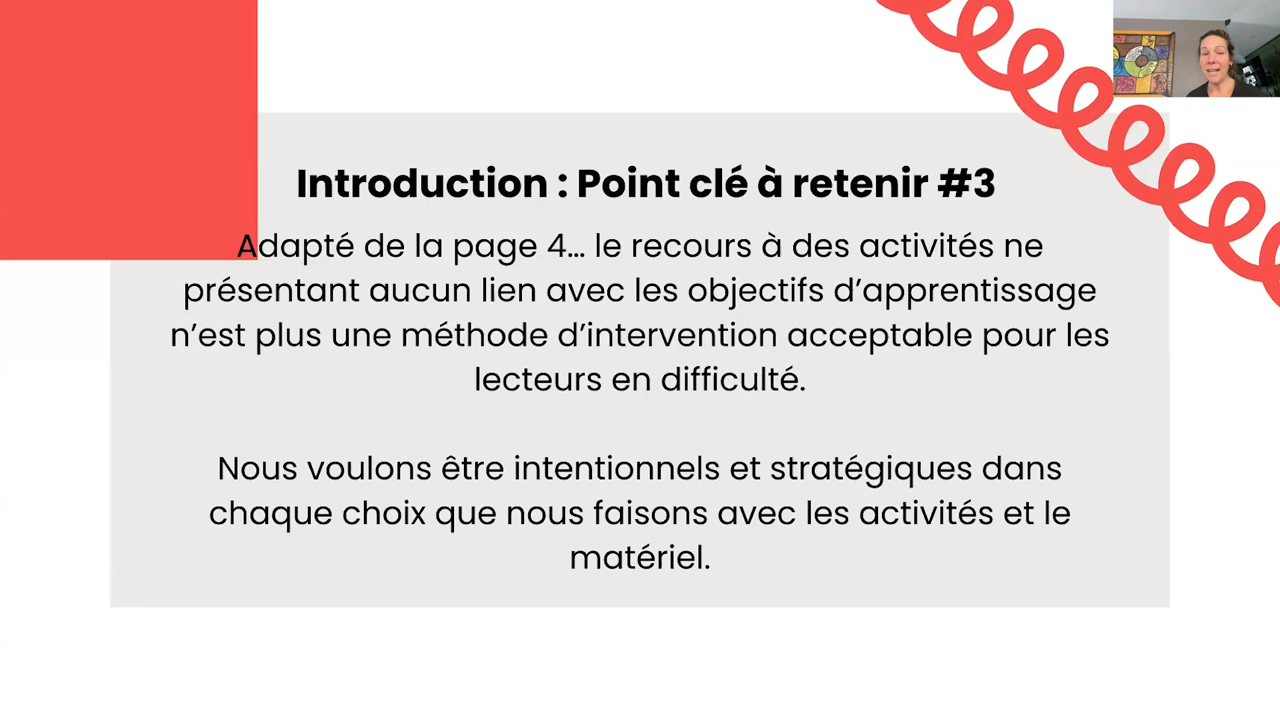 Introduction : Point clé à retenir #3
Adapté de la page 4... le recours à des activités ne
présentant aucun lien avec les objectifs d’apprentissage
n’est plus une méthode d’intervention acceptable pour les
lecteurs en difficulté.
Nous voulons être intentionnels et stratégiques dans
chaque choix que nous faisons avec les activités et le
matériel.